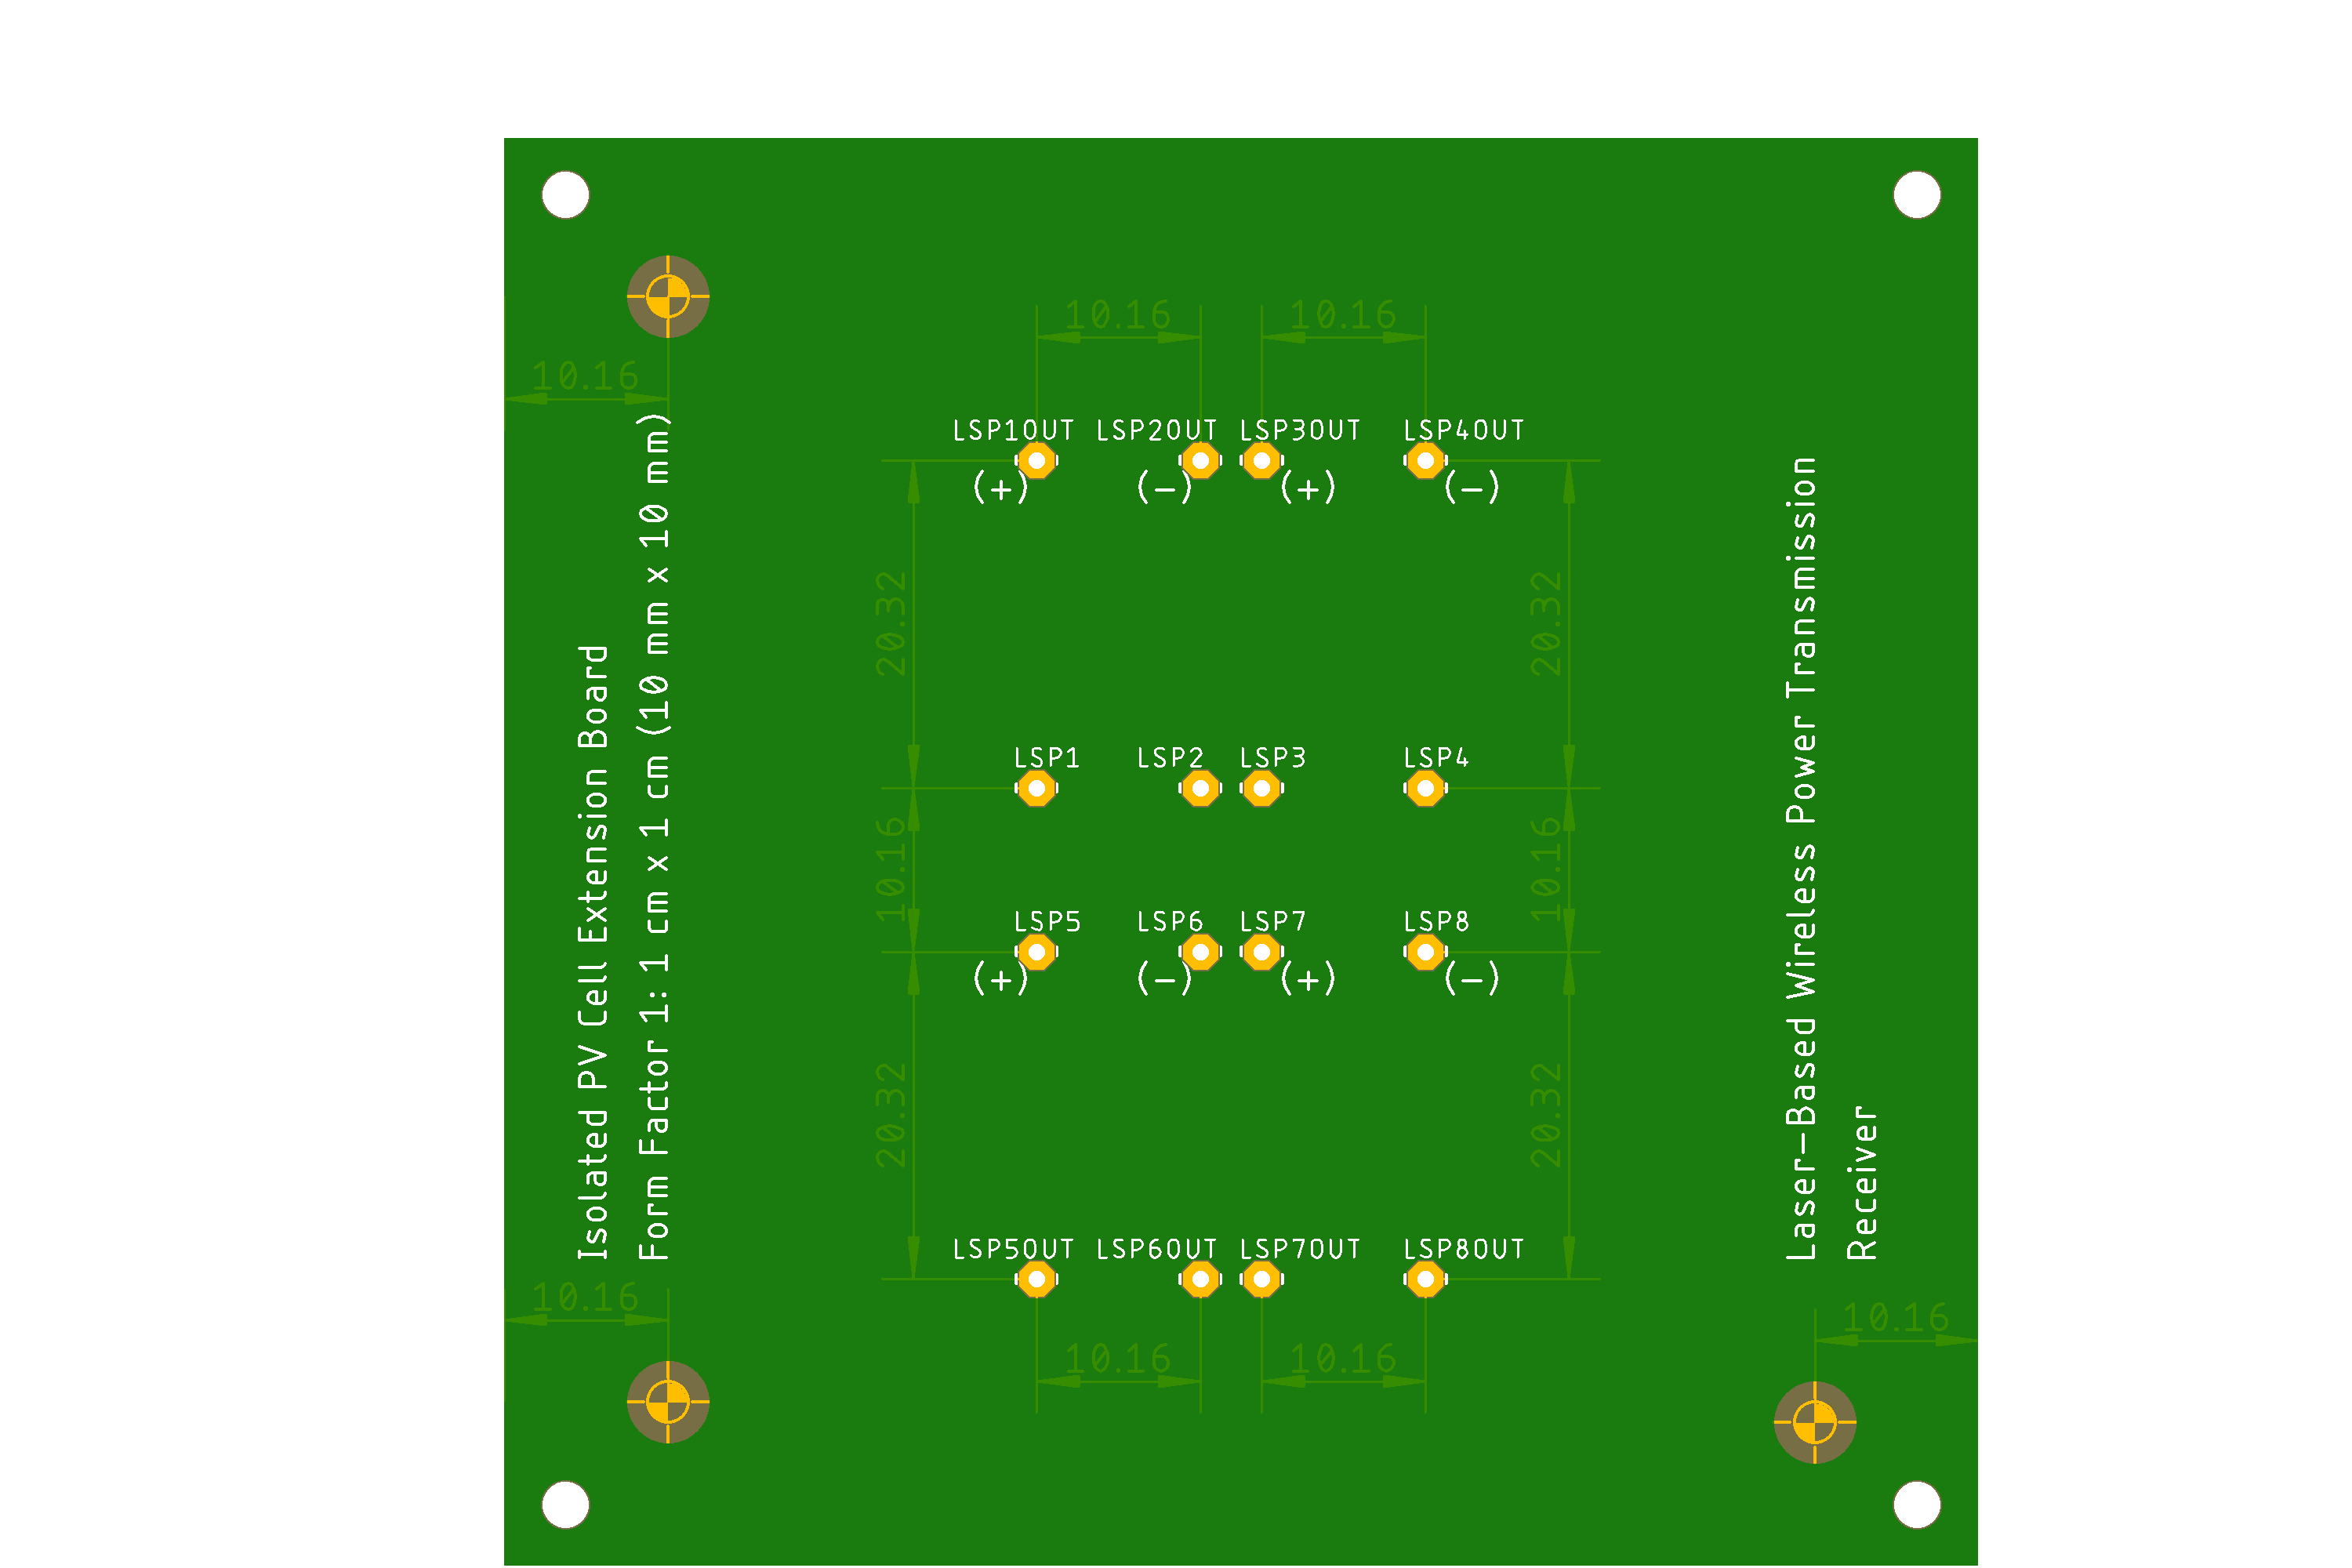 Isolated PV Cell Extension Board
Form Factor 1: 1 cm x 1 cm (10 mm x 10 mm)
10.16
10.16
10.16 10.16
LSP1OUT LSP2OUT LSP3OUT LSP4OUT
(+) (-) (+) (-)
20.32 20.32
LSP1 LSP2 LSP3 LSP4
10.16 10.16
LSP5 LSP6 LSP7 LSP8
(+) (-) (+) (-)
20.32 20.32
LSP5OUT LSP6OUT LSP7OUT LSP8OUT
10.16 10.16
Laser-Based Wireless Power Transmission
Receiver
10.16